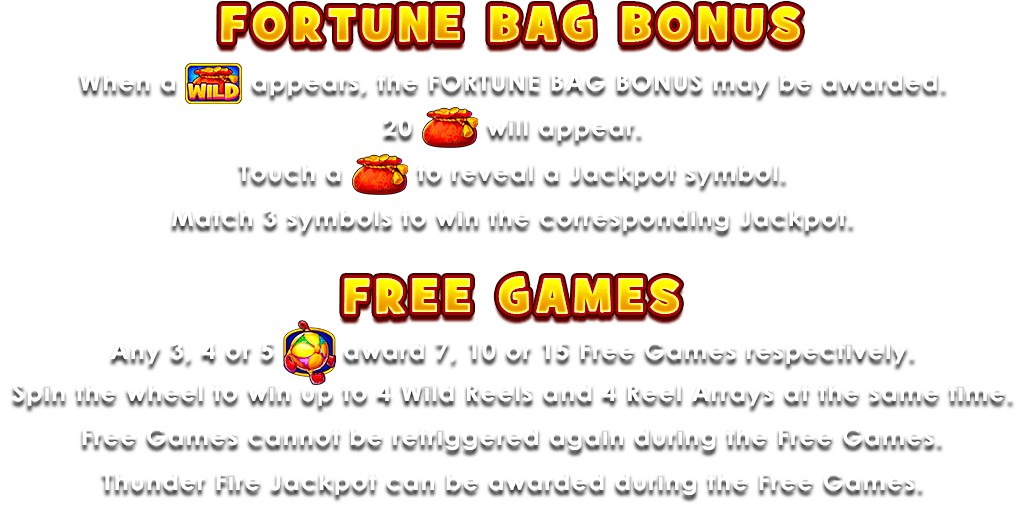 FORTUNE BAG BONUS
When a WILD appears, the FORTUNE BAG BONUS may be awarded.
20 will appear.
Touch a to reveal a Jackpot symbol.
Match 3 symbols to win the corresponding Jackpot.
FREE GAMES
Any 3, 4 or 5 award 7, 10 or 15 Free Games respectively.
Spin the wheel to win up to 4 Wild Reels and 4 Reel Arrays at the same time.
Free Games cannot be retriggered again during the Free Games.
Thunder Fire Jackpot can be awarded during the Free Games.